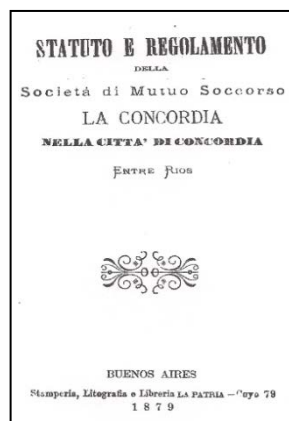 STATUTO E REGOLAMENTO
DELLA
Societá di Mutuo Soccorso
LA CONCORDIA
NELLA CITTA' DI CONCORDIA
ENTRE RIOS
BUENOS AIRES
Stamperia, Litografia e Libreria LA PATRIA — Cuyo 79
1879